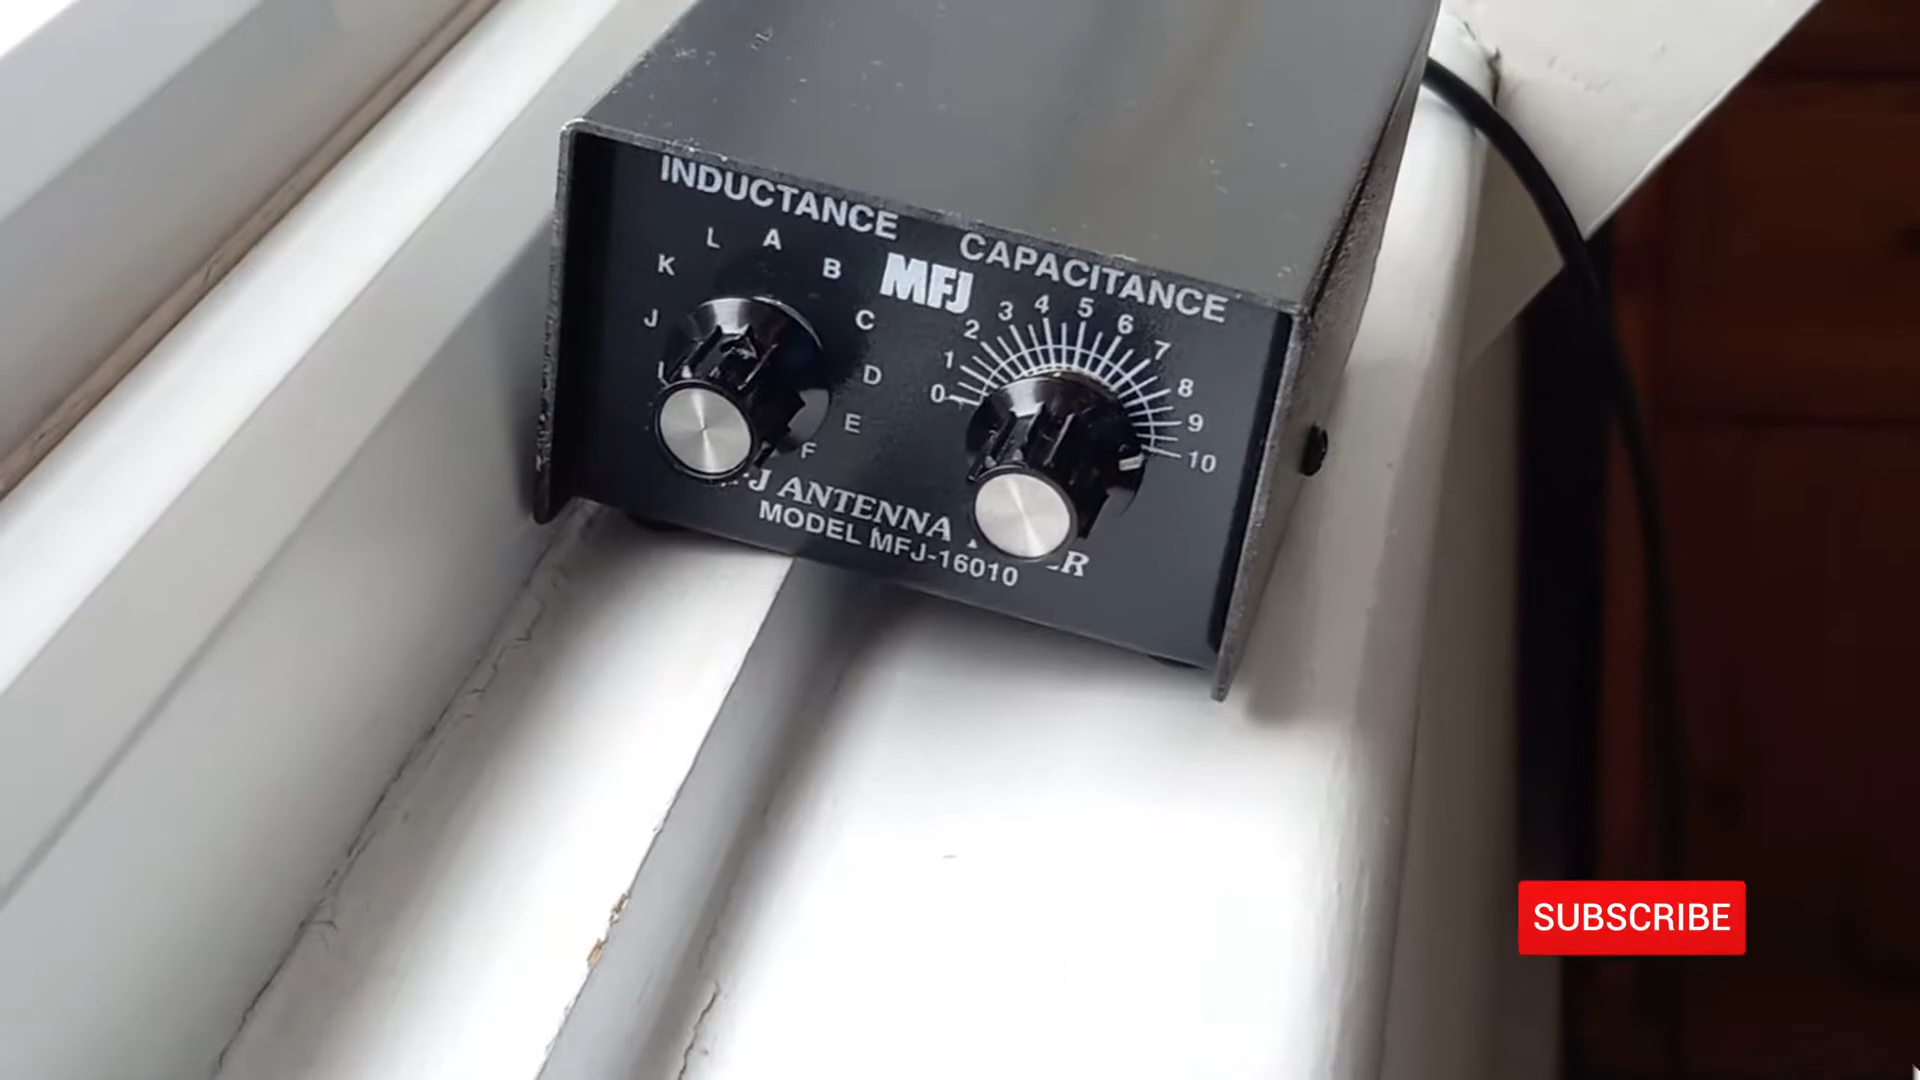 INDUCTANCE
CAPACITANCE
MFJ
L A B
K C
J D
E
F
0 1 2 3 4 5 6 7 8 9 10
J ANTENNA
MODEL MFJ-16010
SUBSCRIBE